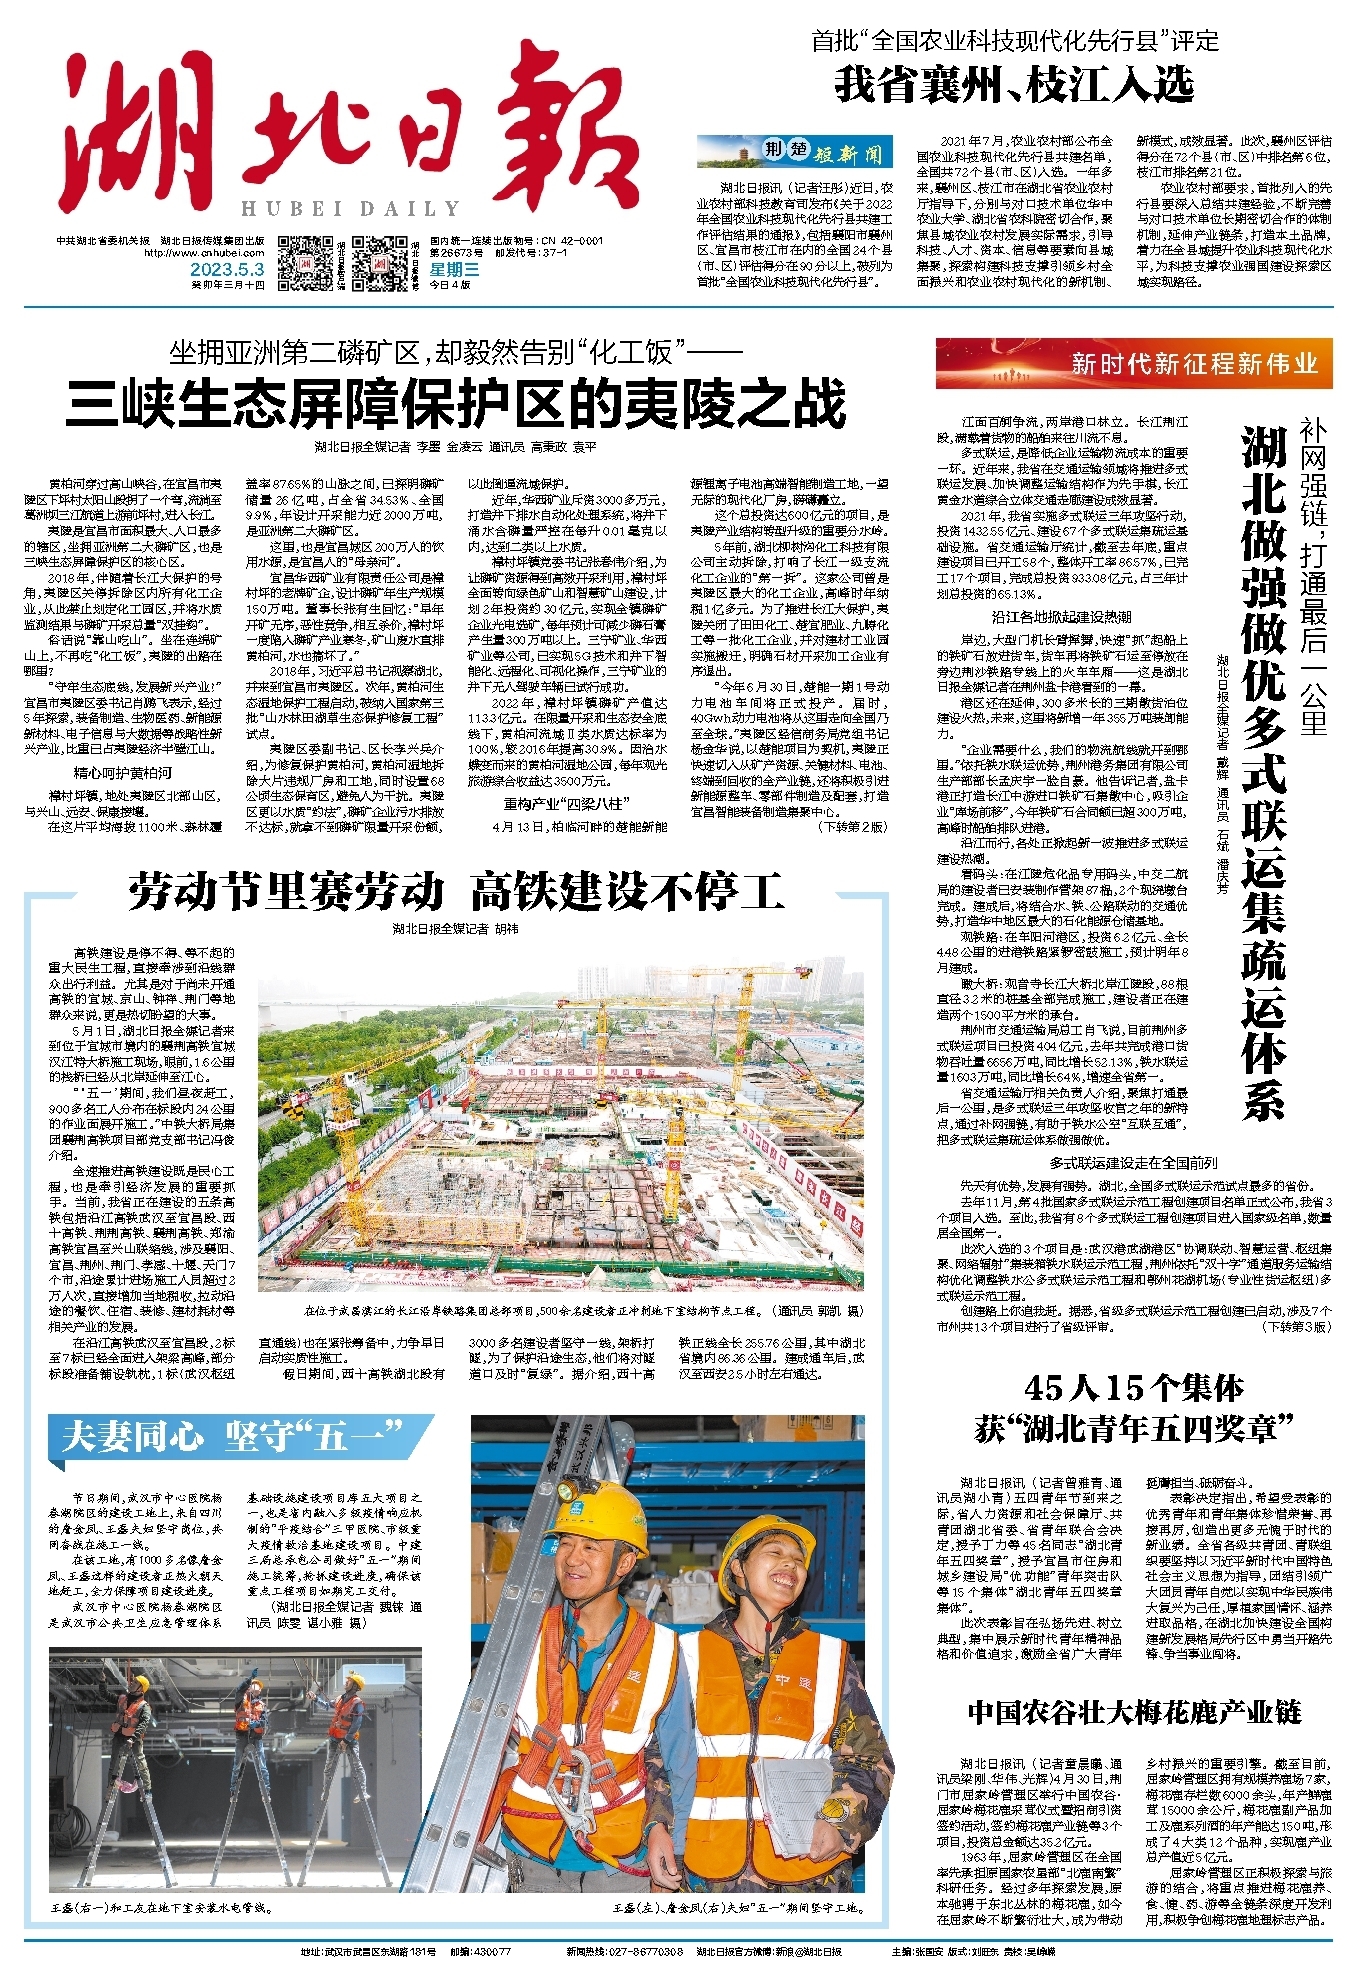 湖北日報
HUBEI DAILY
中共湖北省委机关报 湖北日报传媒集团出版
http://www.cnhubei.com
2023.5.3
癸卯年三月十四
国内统一连续出版物号：CN 42-0001
第26673号 邮发代号：37-1
星期三
今日4版
首批“全国农业科技现代化先行县”评定
我省襄州、枝江入选
荆楚短新闻
湖北日报讯（记者汪彤）近日，农
业农村部科技教育司发布《关于2022
年全国农业科技现代化先行县共建工
作评估结果的通报》，包括襄阳市襄州
区、宜昌市枝江市在内的全国24个县
（市、区）评估得分在90分以上，被列为
首批“全国农业科技现代化先行县”。
2021年7月，农业农村部公布全
国农业科技现代化先行县共建名单，
全国共72个县（市、区）入选。一年多
来，襄州区、枝江市在湖北省农业农村
厅指导下，分别与对口技术单位华中
农业大学、湖北省农科院密切合作，聚
焦县域农业农村发展实际需求，引导
科技、人才、资本、信息等要素向县域
集聚，探索构建科技支撑引领乡村全
面振兴和农业农村现代化的新机制、
新模式，成效显著。此次，襄州区评估
得分在72个县（市、区）中排名第6位，
枝江市排名第21位。
农业农村部要求，首批列入的先
行县要深入总结共建经验，不断完善
与对口技术单位长期密切合作的体制
机制，延伸产业链条，打造本土品牌，
着力在全县域提升农业科技现代化水
平，为科技支撑农业强国建设探索区
域实现路径。
坐拥亚洲第二磷矿区，却毅然告别“化工饭”——
三峡生态屏障保护区的夷陵之战
湖北日报全媒记者 李墨 金凌云 通讯员 高秉政 袁平
黄柏河穿过高山峡谷，在宜昌市夷
陵区下坪村太阳山段拐了一个弯，流淌至
葛洲坝三江航道上游前坪村，进入长江。
夷陵是宜昌市面积最大、人口最多
的辖区，坐拥亚洲第二大磷矿区，也是
三峡生态屏障保护区的核心区。
2018年，伴随着长江大保护的号
角，夷陵区关停拆除区内所有化工企
业，从此禁止划定化工园区，并将水质
监测结果与磷矿开采总量“双挂钩”。
俗话说“靠山吃山”。坐在连绵矿
山上，不再吃“化工饭”，夷陵的出路在
哪里？
“守牢生态底线，发展新兴产业！”
宜昌市夷陵区委书记肖鹏飞表示，经过
5年探索，装备制造、生物医药、新能源
新材料、电子信息与大数据等战略性新
兴产业，比重已占夷陵经济半壁江山。
精心呵护黄柏河
樟村坪镇，地处夷陵区北部山区，
与兴山、远安、保康接壤。
在这片平均海拔1100米、森林覆
盖率87.65%的山脉之间，已探明磷矿
储量26亿吨，占全省34.53%、全国
9.9%，年设计开采能力近2000万吨，
是亚洲第二大磷矿区。
这里，也是宜昌城区200万人的饮
用水源，是宜昌人的“母亲河”。
宜昌华西矿业有限责任公司是樟
村坪的老牌矿企，设计磷矿年生产规模
150万吨。董事长张有生回忆：“早年
开矿无序，恶性竞争，相互杀价，樟村坪
一度陷入磷矿产业寒冬，矿山废水直排
黄柏河，水也搞坏了。”
2018年，习近平总书记视察湖北，
并来到宜昌市夷陵区。次年，黄柏河生
态湿地保护工程启动，被纳入国家第三
批“山水林田湖草生态保护修复工程”
试点。
夷陵区委副书记、区长李兴兵介
绍，为修复保护黄柏河，黄柏河湿地拆
除大片违规厂房和工地，同时设置68
公顷生态保育区，避免人为干扰。夷陵
区更以水质“约法”，磷矿企业污水排放
不达标，就拿不到磷矿限量开采份额，
以此倒逼流域保护。
近年，华西矿业斥资3000多万元，
打造井下排水自动化处理系统，将井下
涌水含磷量严控在每升0.01毫克以
内，达到二类以上水质。
樟村坪镇党委书记张春伟介绍，为
让磷矿资源得到高效开采利用，樟村坪
全面转向绿色矿山和智慧矿山建设，计
划2年投资约30亿元，实现全镇磷矿
企业光电选矿，每年预计可减少磷石膏
产生量300万吨以上。三宁矿业、华西
矿业等公司，已实现5G技术和井下智
能化、远程化、可视化操作，三宁矿业的
井下无人驾驶车辆已试行成功。
2022年，樟村坪镇磷矿产值达
113.3亿元。在限量开采和生态安全底
线下，黄柏河流域Ⅱ类水质达标率为
100%，较2016年提高30.9%。因治水
蝶变而来的黄柏河湿地公园，每年观光
旅游综合收益达3500万元。
重构产业“四梁八柱”
4月13日，柏临河畔的楚能新能
源锂离子电池高端智能制造工地，一望
无际的现代化厂房，磅礴矗立。
这个总投资达600亿元的项目，是
夷陵产业结构转型升级的重要分水岭。
5年前，湖北柳树沟化工科技有限
公司主动拆除，打响了长江一级支流
化工企业的“第一拆”。这家公司曾是
夷陵区最大的化工企业，高峰时年纳
税1亿多元。为了推进长江大保护，夷
陵关闭了田田化工、楚宜肥业、九磷化
工等一批化工企业，并对建材工业园
实施搬迁，明确石材开采加工企业有
序退出。
“今年6月30日，楚能一期1号动
力电池车间将正式投产。届时，
40Gwh动力电池将从这里走向全国乃
至全球。”夷陵区经信商务局党组书记
杨金华说，以楚能项目为契机，夷陵正
快速切入从矿产资源、关键材料、电池、
终端到回收的全产业链，还将积极引进
新能源整车、零部件制造及配套，打造
宜昌智能装备制造集聚中心。
（下转第2版）
新时代新征程新伟业
补网强链，打通最后一公里
湖北做强做优多式联运集疏运体系
湖北日报全媒记者 戴辉 通讯员 石斌 潘庆芳
江面百舸争流，两岸港口林立。长江荆江
段，满载着货物的船舶来往川流不息。
多式联运，是降低企业运输物流成本的重要
一环。近年来，我省在交通运输领域将推进多式
联运发展、加快调整运输结构作为先手棋，长江
黄金水道综合立体交通走廊建设成效显著。
2021年，我省实施多式联运三年攻坚行动，
投资1432.55亿元、建设67个多式联运集疏运基
础设施。省交通运输厅统计，截至去年底，重点
建设项目已开工58个，整体开工率86.57%，已完
工17个项目，完成总投资933.08亿元，占三年计
划总投资的65.13%。
沿江各地掀起建设热潮
岸边，大型门机长臂挥舞，快速“抓”起船上
的铁矿石放进货车，货车再将铁矿石运至停放在
旁边荆沙铁路专线上的火车车厢——这是湖北
日报全媒记者在荆州盐卡港看到的一幕。
港区还在延伸，300多米长的三期散货泊位
建设火热，未来，这里将新增一年355万吨装卸能
力。
“企业需要什么，我们的物流航线就开到哪
里。”依托铁水联运优势，荆州港务集团有限公司
生产部部长孟庆宇一脸自豪。他告诉记者，盐卡
港正打造长江中游进口铁矿石集散中心，吸引企
业“库场前移”，今年铁矿石合同额已超300万吨，
高峰时船舶排队进港。
沿江而行，各处正掀起新一波推进多式联运
建设热潮。
看码头：在江陵危化品专用码头，中交二航
局的建设者已安装制作管架87榀，2个现浇墩台
完成。建成后，将结合水、铁、公路联动的交通优
势，打造华中地区最大的石化能源仓储基地。
观铁路：在车阳河港区，投资6.2亿元、全长
4.48公里的进港铁路紧锣密鼓施工，预计明年8
月建成。
瞰大桥：观音寺长江大桥北岸江陵段，88根
直径3.2米的桩基全部完成施工，建设者正在建
造两个1500平方米的承台。
荆州市交通运输局总工肖飞说，目前荆州多
式联运项目已投资404亿元，去年共完成港口货
物吞吐量6656万吨，同比增长52.13%，铁水联运
量1603万吨，同比增长64%，增速全省第一。
省交通运输厅相关负责人介绍，聚焦打通最
后一公里，是多式联运三年攻坚收官之年的新特
点，通过补网强链，有助于铁水公空“互联互通”，
把多式联运集疏运体系做强做优。
多式联运建设走在全国前列
先天有优势，发展有强势。湖北，全国多式联运示范试点最多的省份。
去年11月，第4批国家多式联运示范工程创建项目名单正式公布，我省3
个项目入选。至此，我省有8个多式联运工程创建项目进入国家级名单，数量
居全国第一。
此次入选的3个项目是：武汉港武湖港区“协调联动、智慧运营、枢纽集
聚、网络辐射”集装箱铁水联运示范工程，荆州依托“双十字”通道服务运输结
构优化调整铁水公多式联运示范工程和鄂州花湖机场（专业性货运枢纽）多
式联运示范工程。
创建路上你追我赶。据悉，省级多式联运示范工程创建已启动，涉及7个
市州共13个项目进行了省级评审。
（下转第3版）
劳动节里赛劳动 高铁建设不停工
湖北日报全媒记者 胡祎
高铁建设是停不得、等不起的
重大民生工程，直接牵涉到沿线群
众出行利益。尤其是对于尚未开通
高铁的宜城、京山、钟祥、荆门等地
群众来说，更是热切盼望的大事。
5月1日，湖北日报全媒记者来
到位于宜城市境内的襄荆高铁宜城
汉江特大桥施工现场，眼前，1.6公里
的栈桥已经从北岸延伸至江心。
“‘五一’期间，我们昼夜赶工，
900多名工人分布在标段内24公里
的作业面展开施工。”中铁大桥局集
团襄荆高铁项目部党支部书记冯俊
介绍。
全速推进高铁建设既是民心工
程，也是牵引经济发展的重要抓
手。当前，我省正在建设的五条高
铁包括沿江高铁武汉至宜昌段、西
十高铁、荆荆高铁、襄荆高铁、郑渝
高铁宜昌至兴山联络线，涉及襄阳、
宜昌、荆州、荆门、孝感、十堰、天门7
个市，沿途累计进场施工人员超过2
万人次，直接增加当地税收，拉动沿
途的餐饮、住宿、装修、建材耗材等
相关产业的发展。
在沿江高铁武汉至宜昌段，2标
至7标已经全面进入架梁高峰，部分
标段准备铺设轨枕，1标（武汉枢纽
直通线）也在紧张筹备中，力争早日
启动实质性施工。
假日期间，西十高铁湖北段有
3000多名建设者坚守一线，架桥打
隧，为了保护沿途生态，他们将对隧
道口及时“复绿”。据介绍，西十高
铁正线全长255.76公里，其中湖北
省境内86.36公里。建成通车后，武
汉至西安2.5小时左右通达。
在位于武昌滨江的长江沿岸铁路集团总部项目，500余名建设者正冲刺地下室结构节点工程。（通讯员 郭凯 摄）
夫妻同心 坚守“五一”
节日期间，武汉市中心医院杨
春湖院区的建设工地上，来自四川
的詹金凤、王磊夫妇坚守岗位，共
同奋战在施工一线。
在该工地，有1000多名像詹金
凤、王磊这样的建设者正热火朝天
地赶工，全力保障项目建设进度。
武汉市中心医院杨春湖院区
是武汉市公共卫生应急管理体系
基础设施建设项目库五大项目之
一，也是省内融入多级疫情响应机
制的“平疫结合”三甲医院、市级重
大疫情救治基地建设项目。中建
三局总承包公司做好“五一”期间
施工统筹，抢抓建设进度，确保该
重点工程项目如期完工交付。
（湖北日报全媒记者 魏铼 通
讯员 陈雯 谌小雅 摄）
王磊（右一）和工友在地下室安装水电管线。
王磊（左）、詹金凤（右）夫妇“五一”期间坚守工地。
45人15个集体
获“湖北青年五四奖章”
湖北日报讯（记者曾雅青、通
讯员湖小青）五四青年节到来之
际，省人力资源和社会保障厅、共
青团湖北省委、省青年联合会决
定，授予丁力等45名同志“湖北青
年五四奖章”，授予宜昌市住房和
城乡建设局“优功能”青年突击队
等15个集体“湖北青年五四奖章
集体”。
此次表彰旨在弘扬先进、树立
典型，集中展示新时代青年精神品
格和价值追求，激励全省广大青年
挺膺担当、砥砺奋斗。
表彰决定指出，希望受表彰的
优秀青年和青年集体珍惜荣誉、再
接再厉，创造出更多无愧于时代的
新业绩。全省各级共青团、青联组
织要坚持以习近平新时代中国特色
社会主义思想为指导，团结引领广
大团员青年自觉以实现中华民族伟
大复兴为己任，厚植家国情怀、涵养
进取品格，在湖北加快建设全国构
建新发展格局先行区中勇当开路先
锋、争当事业闯将。
中国农谷壮大梅花鹿产业链
湖北日报讯（记者童晨曦、通
讯员梁刚、华伟、光辉）4月30日，荆
门市屈家岭管理区举行中国农谷·
屈家岭梅花鹿采茸仪式暨招商引资
签约活动，签约梅花鹿产业链等3个
项目，投资总金额达35.2亿元。
1963年，屈家岭管理区在全国
率先承担原国家农垦部“北鹿南繁”
科研任务。经过多年探索发展，原
本驰骋于东北丛林的梅花鹿，如今
在屈家岭不断繁衍壮大，成为带动
乡村振兴的重要引擎。截至目前，
屈家岭管理区拥有规模养鹿场7家，
梅花鹿存栏数6000余头，年产鲜鹿
茸15000余公斤，梅花鹿副产品加
工及鹿系列酒的年产能达150吨，形
成了4大类12个品种，实现鹿产业
总产值近5亿元。
屈家岭管理区正积极探索与旅
游的结合，将重点推进梅花鹿养、
食、健、药、游等全链条深度开发利
用，积极争创梅花鹿地理标志产品。
地址：武汉市武昌区东湖路181号 邮编：430077 新闻热线：027-86770308 湖北日报官方微博：新浪@湖北日报 主编：张国安 版式：刘旺东 责校：吴峥嵘